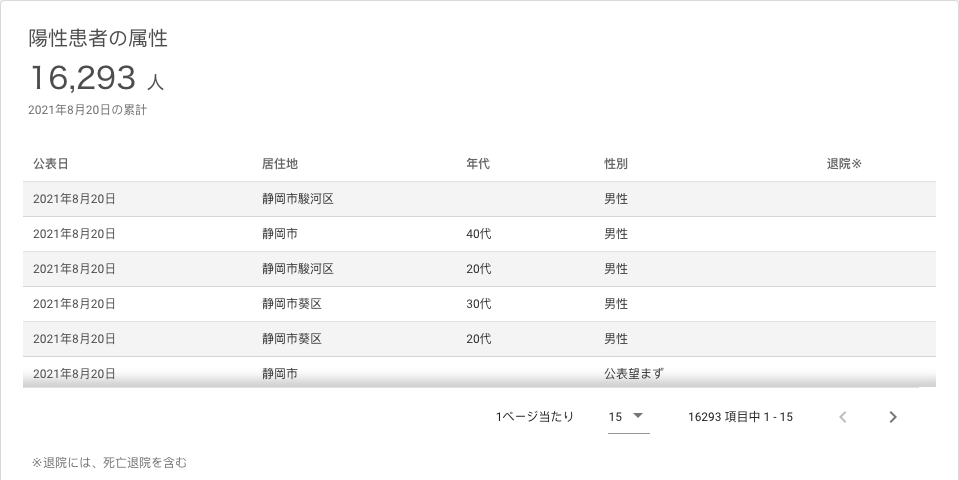 陽性患者の属性
16,293 人
2021年8月20日の累計
公表日 居住地 年代 性別 退院※
2021年8月20日 静岡市駿河区 男性
2021年8月20日 静岡市 40代 男性
2021年8月20日 静岡市駿河区 20代 男性
2021年8月20日 静岡市葵区 30代 男性
2021年8月20日 静岡市葵区 20代 男性
2021年8月20日 静岡市 公表望まず
1ページ当たり 15 16293 項目中 1 - 15
※退院には、死亡退院を含む